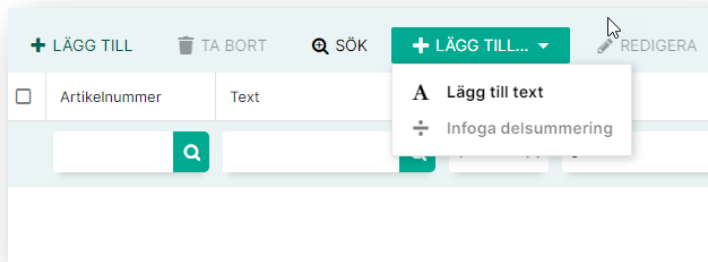 LÄGG TILL TA BORT SÖK LÄGG TILL... REDIGERA
Artikelnummer Text
Lägg till text
Infoga delsummering